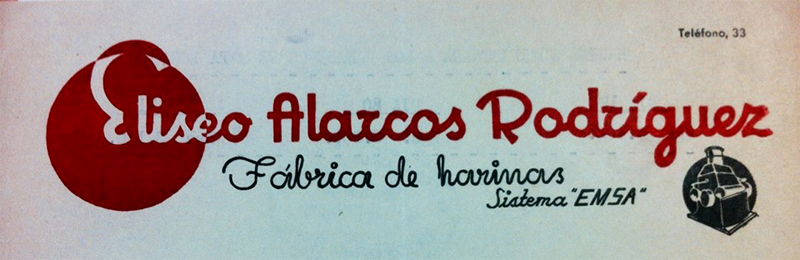 Teléfono, 33
Eliseo Alarcos Rodríguez
Fábrica de harinas
Sistema "EMSA"